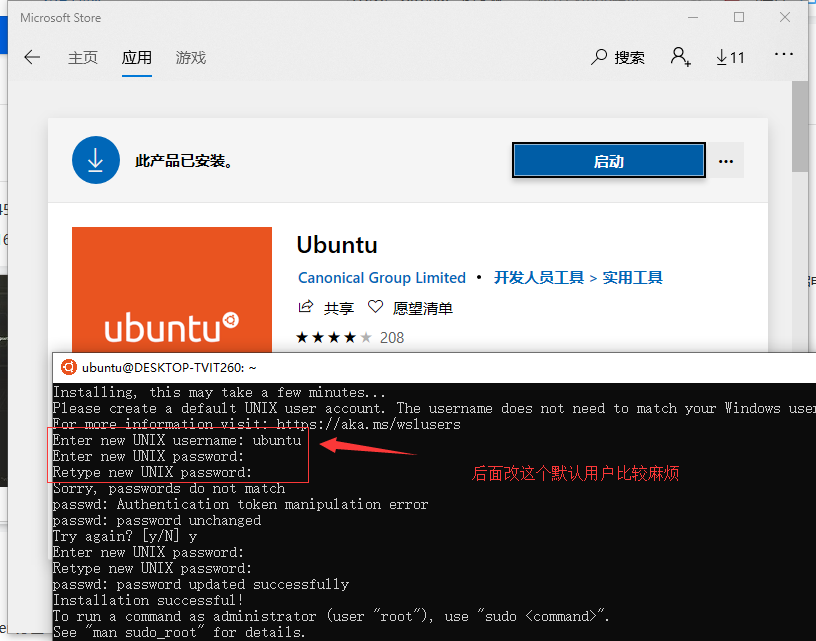 Microsoft Store
主页 应用 游戏 搜索 11
此产品已安装。 启动
Ubuntu
Canonical Group Limited • 开发人员工具 > 实用工具
共享 愿望清单
208
ubuntu
ubuntu@DESKTOP-TVIT260: ~
Installing, this may take a few minutes...
Please create a default UNIX user account. The username does not need to match your Windows
For more information visit: https://aka.ms/wslusers
Enter new UNIX username: ubuntu
Enter new UNIX password:
Retype new UNIX password:
后面改这个默认用户比较麻烦
Sorry, passwords do not match
passwd: Authentication token manipulation error
passwd: password unchanged
Try again? [y/N] y
Enter new UNIX password:
Retype new UNIX password:
passwd: password updated successfully
Installation successful!
To run a command as administrator (user "root"), use "sudo <command>".
See "man sudo_root" for details.